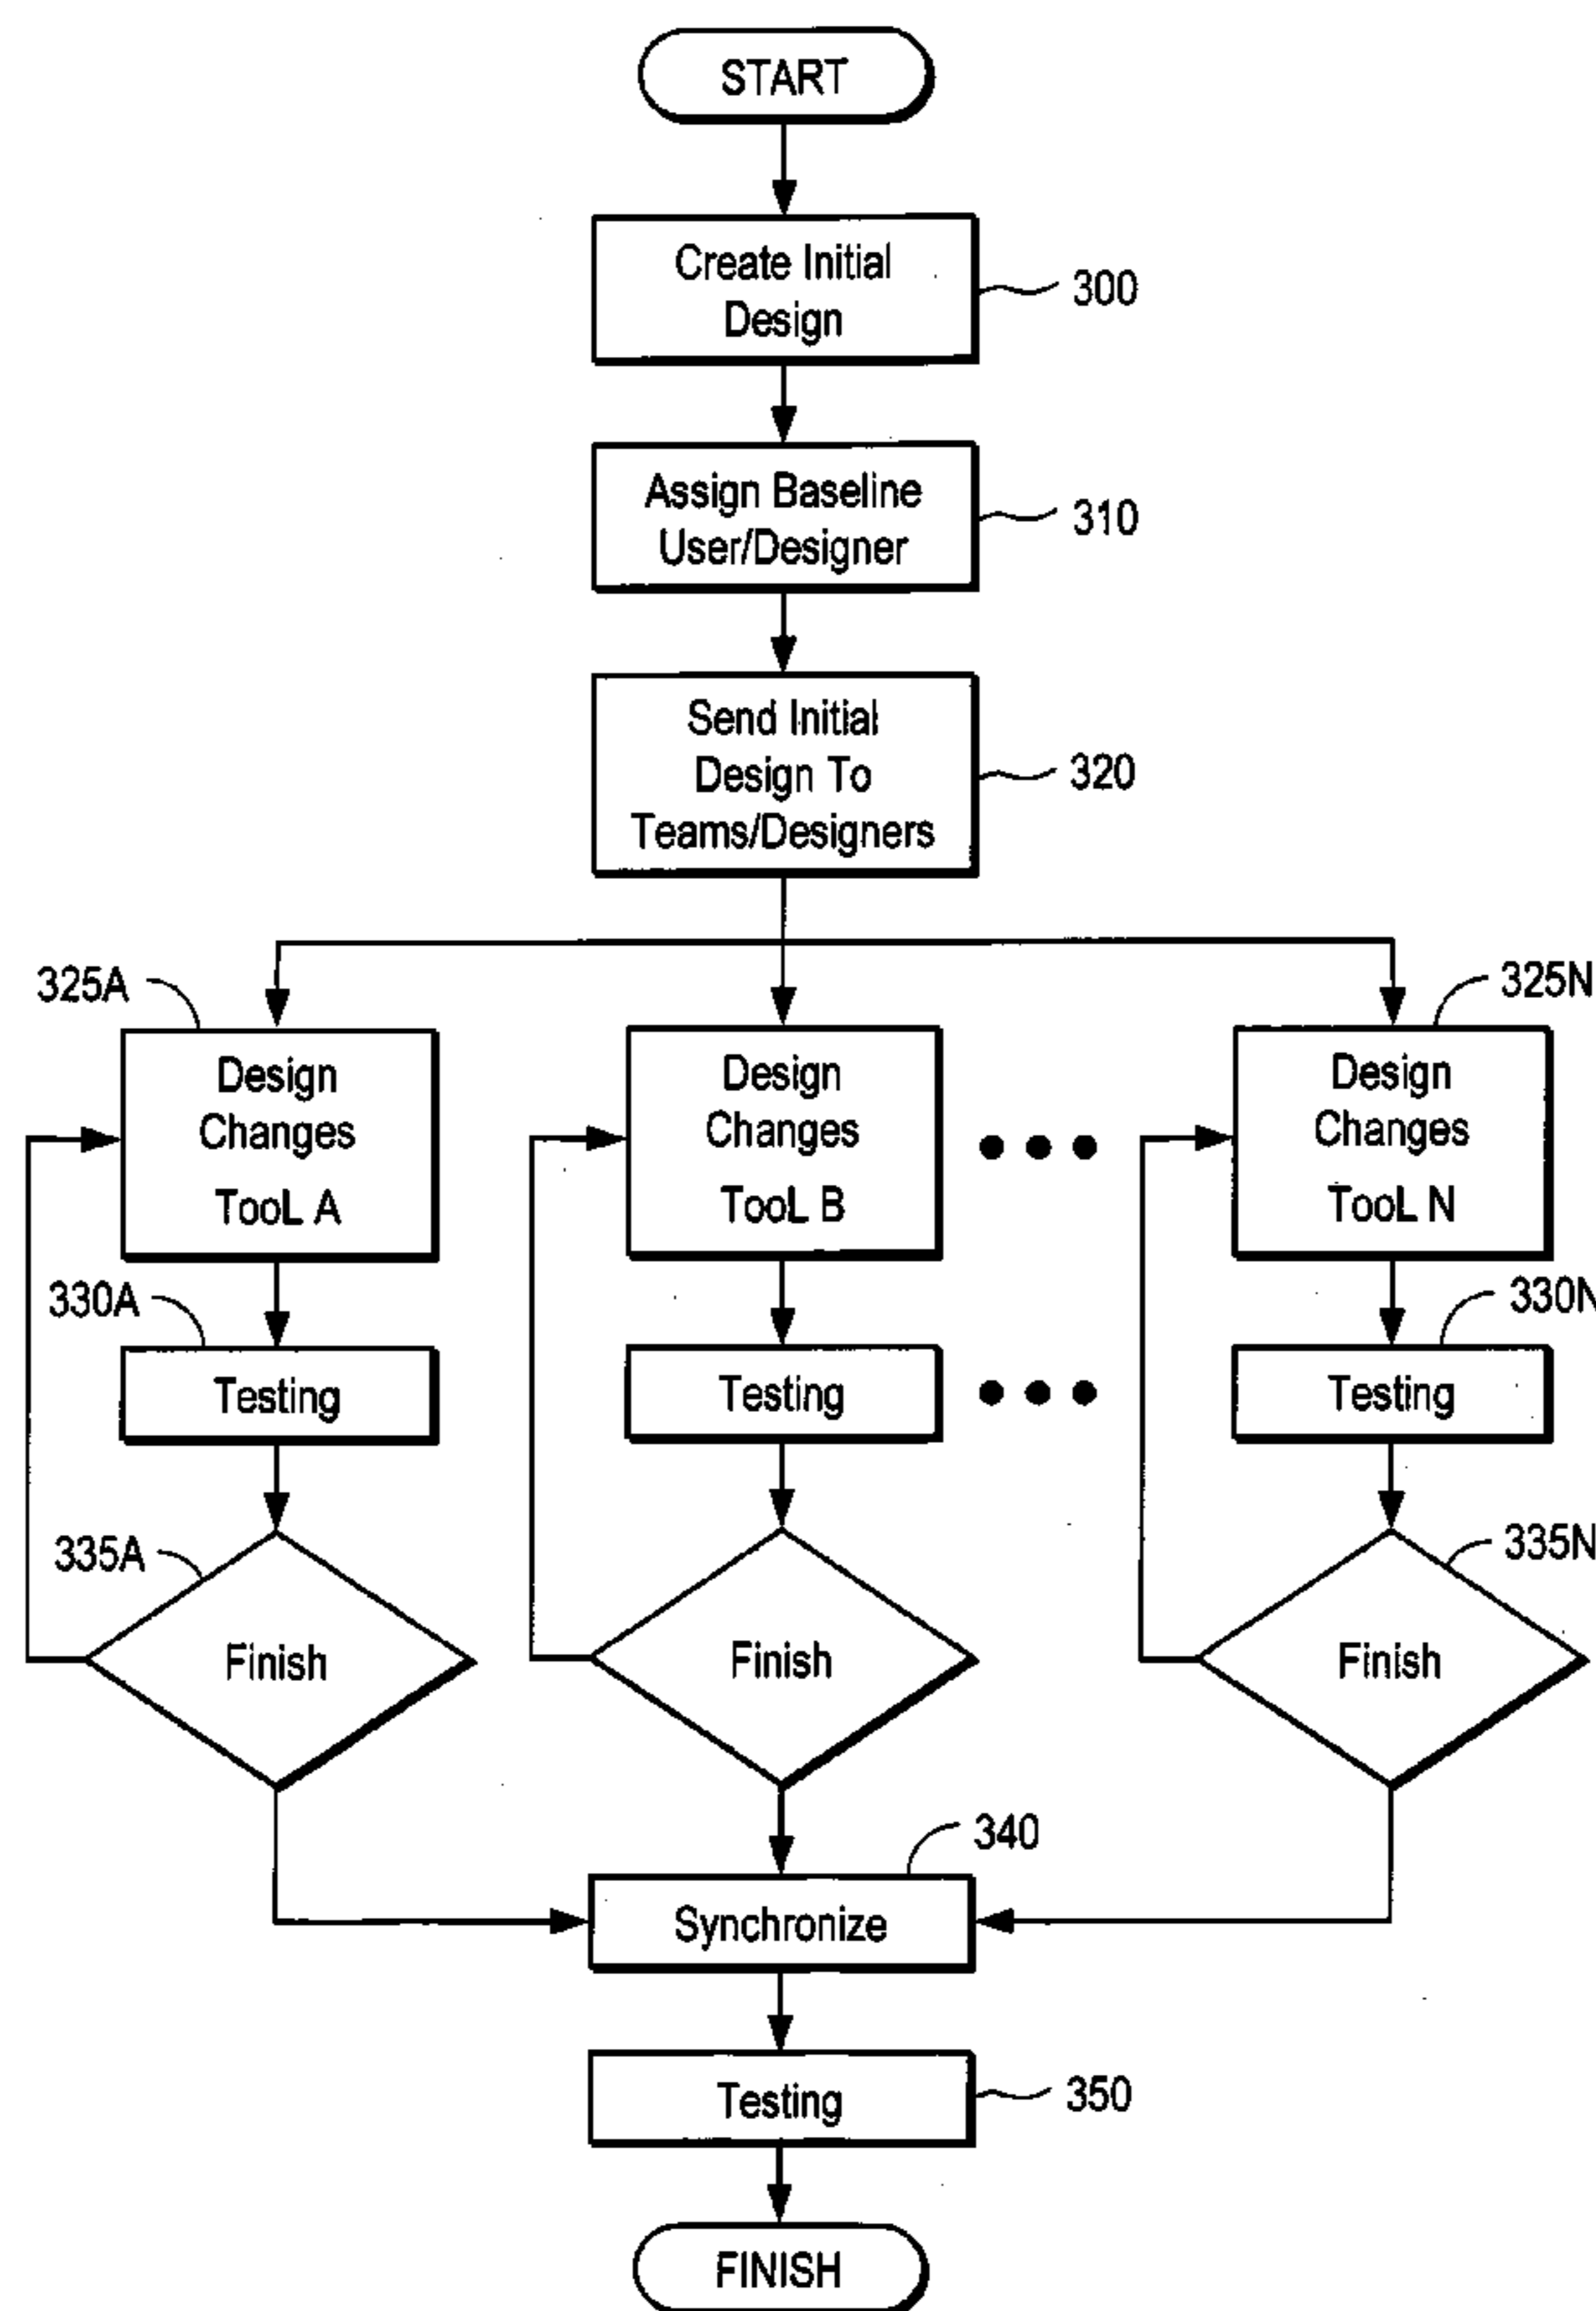 START
Create Initial
Design
300
Assign Baseline
User/Designer
310
Send Initial
Design To
Teams/Designers
320
325A
325N
Design
Changes
TooL A
Design
Changes
TooL B
Design
Changes
TooL N
330A
330N
Testing
Testing
Testing
335A
335N
Finish
Finish
Finish
340
Synchronize
Testing
350
FINISH